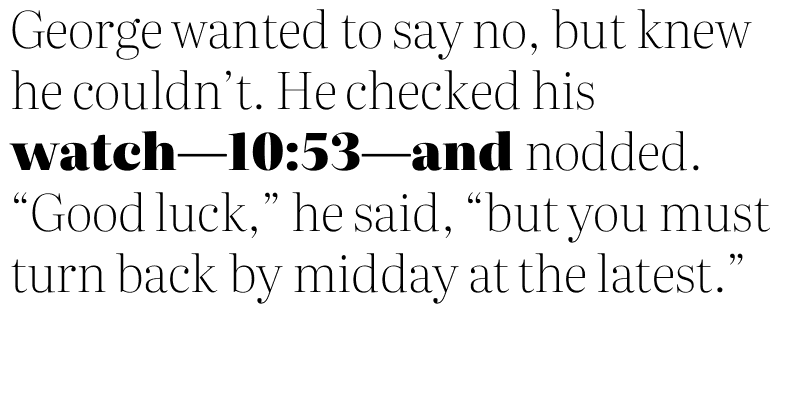 George wanted to say no, but knew
he couldn’t. He checked his
watch—10:53—and nodded.
“Good luck,” he said, “but you must
turn back by midday at the latest.”